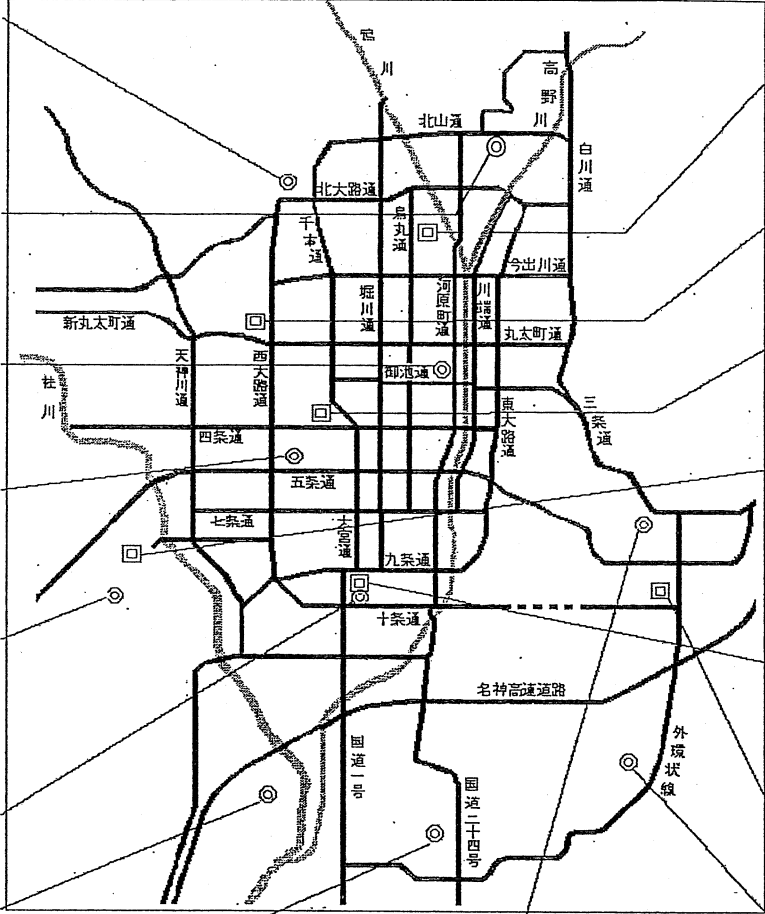 川
高野川
北山通
白川通
北大路通
烏丸通
千本通
今出川通
堀川通
河原町通
川端通
新丸太町通
丸太町通
天神川通
西大路通
御池通
桂川
東大路通
三条通
四条通
五条通
七条通
大宮通
九条通
十条通
名神高速道路
国道一号
外環状線
国道二十四号